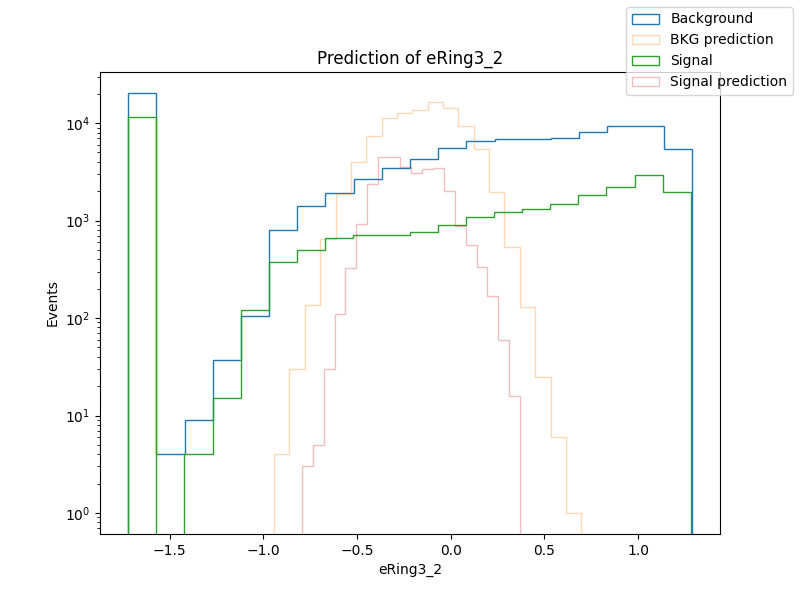 Prediction of eRing3_2
Background
BKG prediction
Signal
Signal prediction
Events
10⁴
10³
10²
10¹
10⁰
−1.5
−1.0
−0.5
0.0
0.5
1.0
eRing3_2